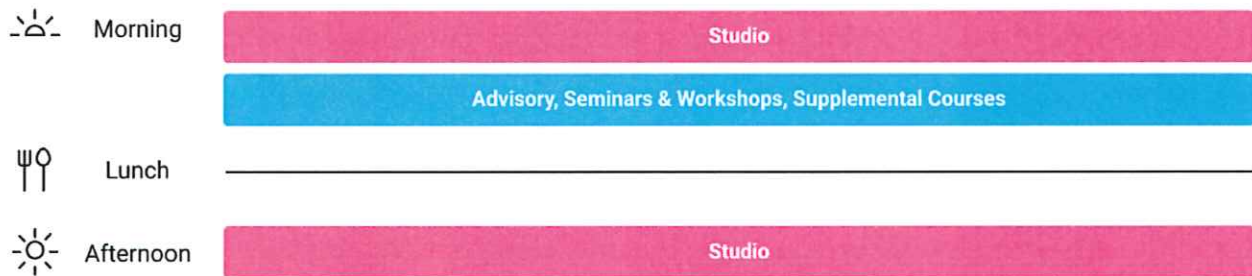 Morning
Studio
Advisory, Seminars & Workshops, Supplemental Courses
Lunch
Afternoon
Studio